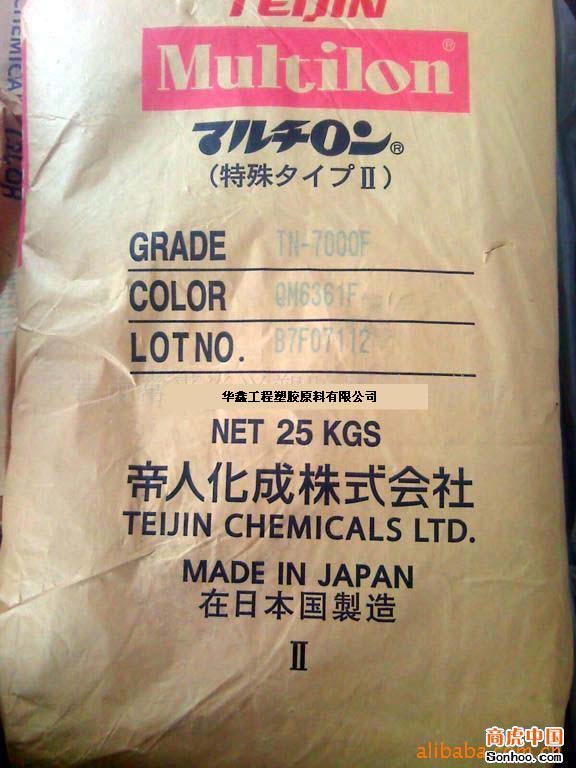 TEIJIN
Multilon®
マルチロン®
(特殊タイプⅡ)
GRADE TN-7000F
COLOR QM6361F
LOT NO. B7F07112
华鑫工程塑胶原料有限公司
NET 25 KGS
帝人化成株式会社
TEIJIN CHEMICALS LTD.
MADE IN JAPAN
在日本国製造
Ⅱ
商虎中国
Sonhoo.com